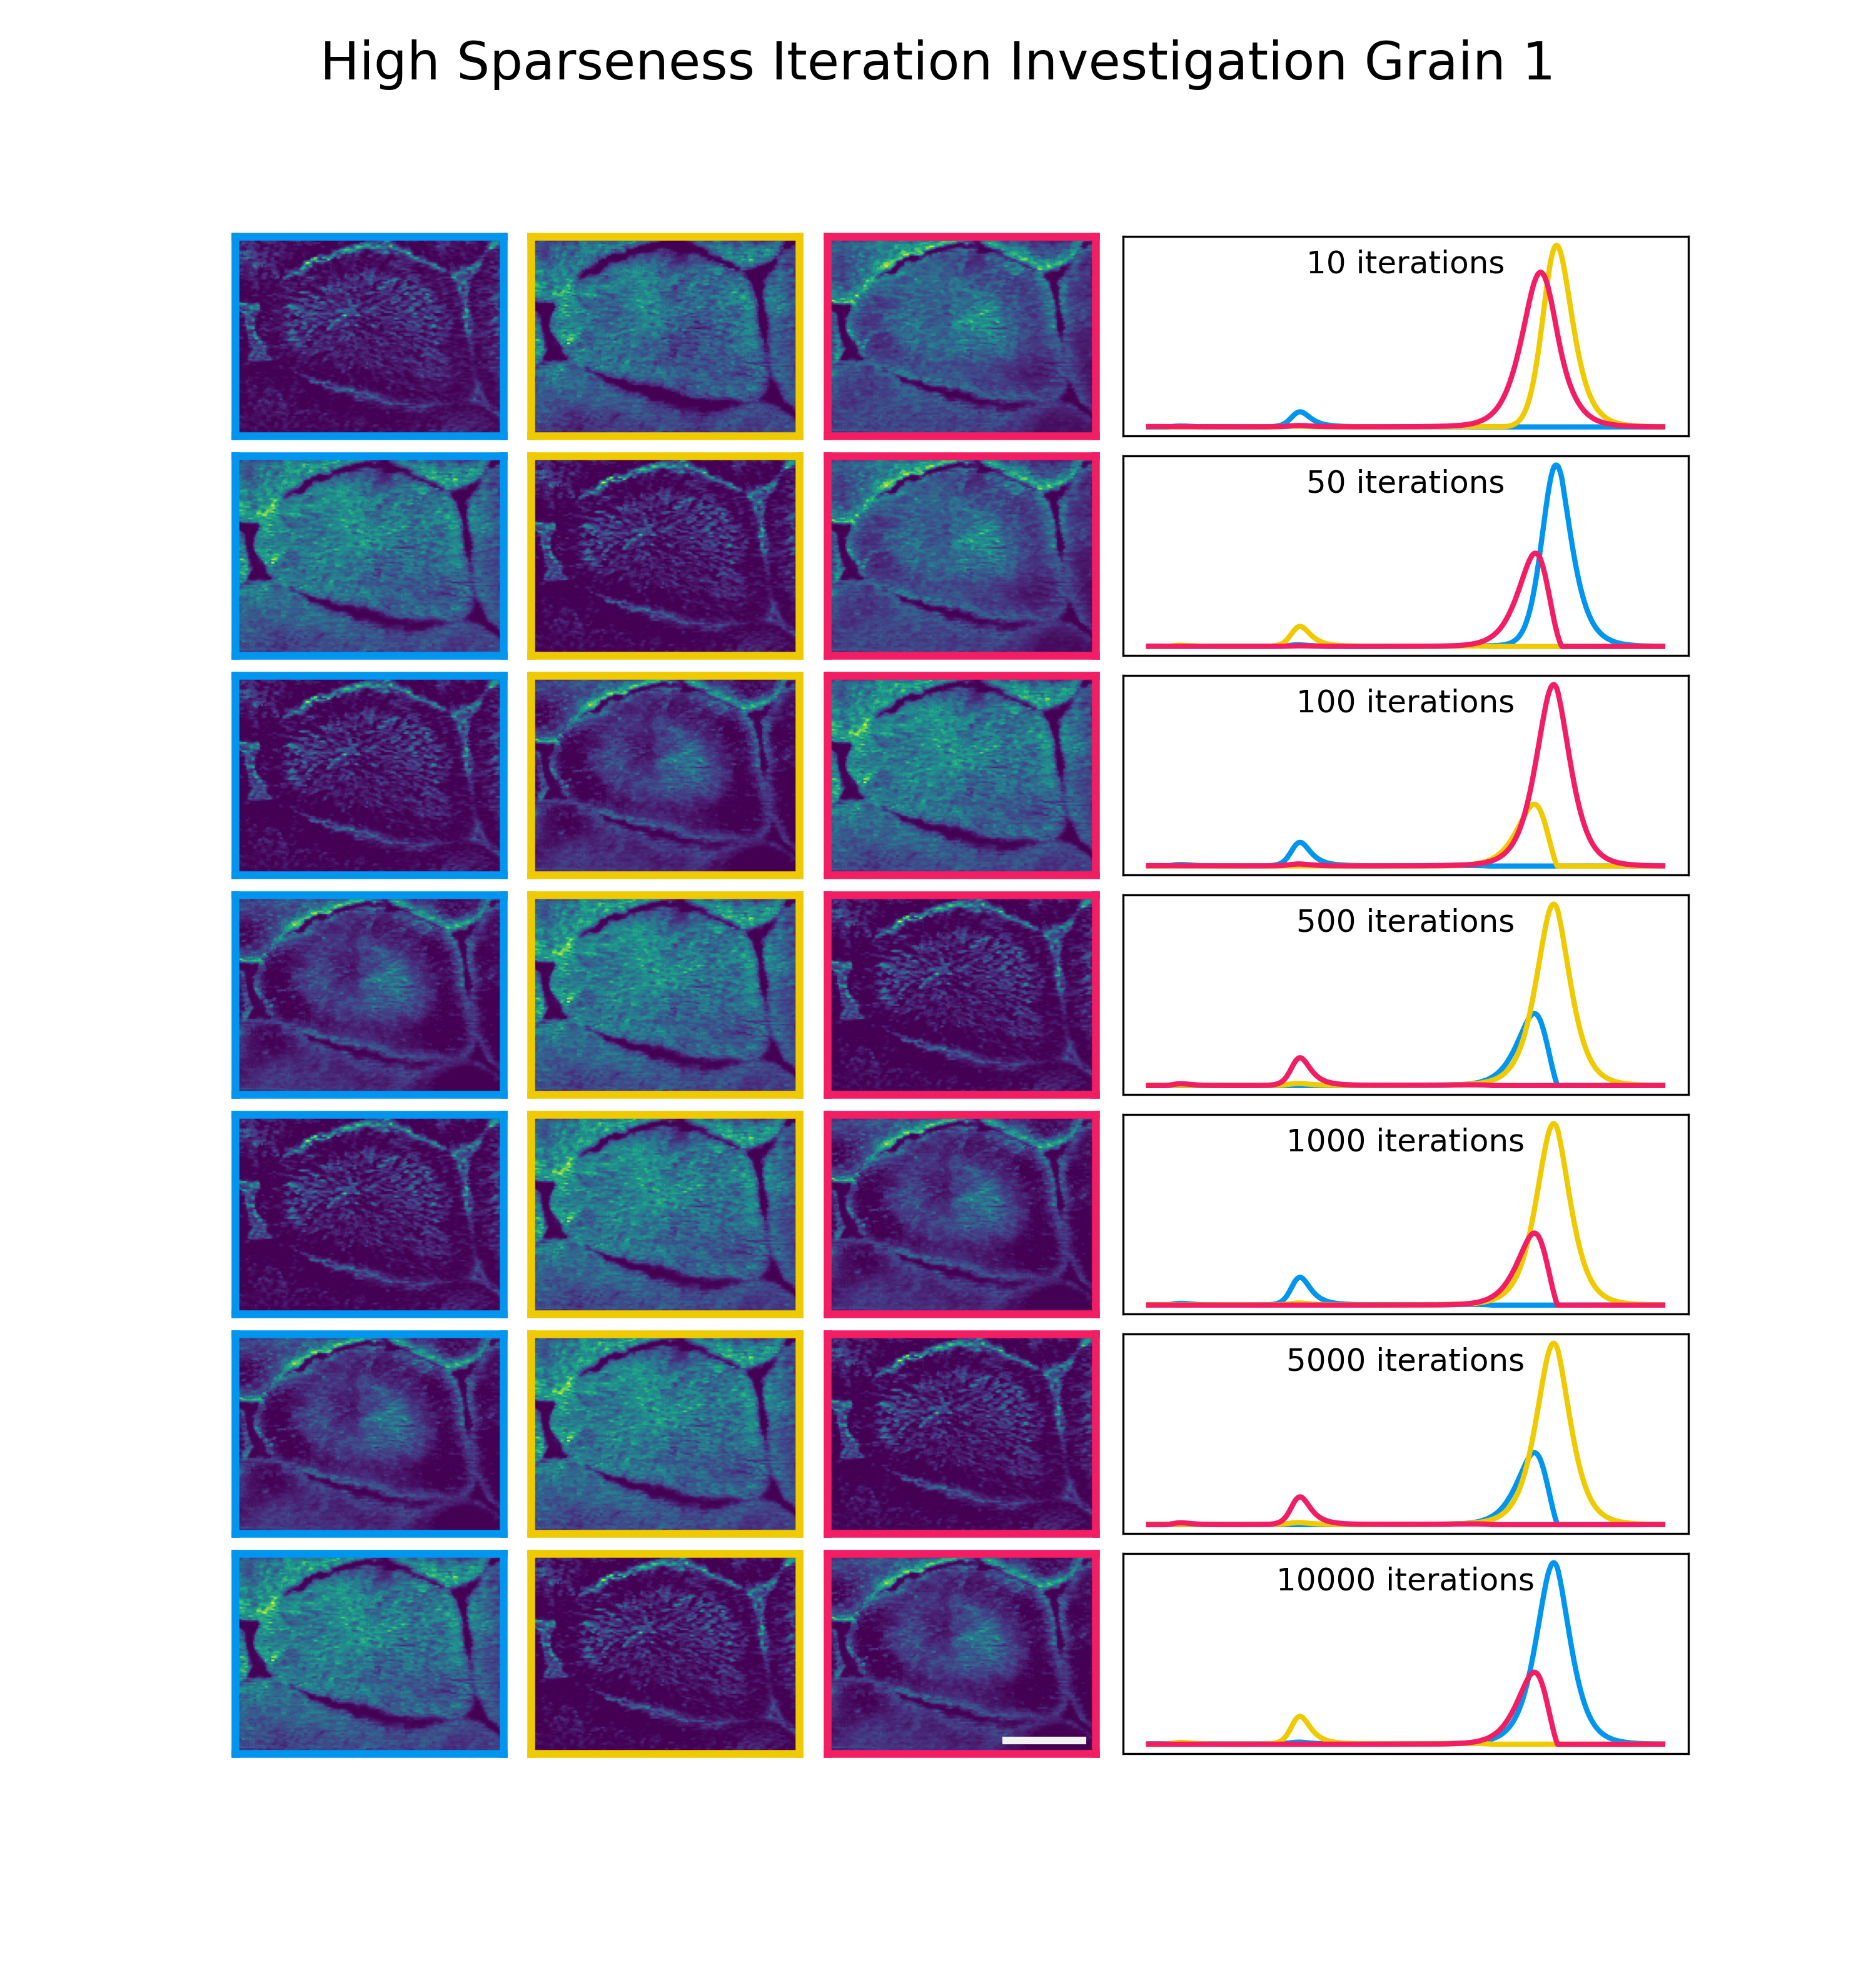 High Sparseness Iteration Investigation Grain 1
10 iterations
50 iterations
100 iterations
500 iterations
1000 iterations
5000 iterations
10000 iterations